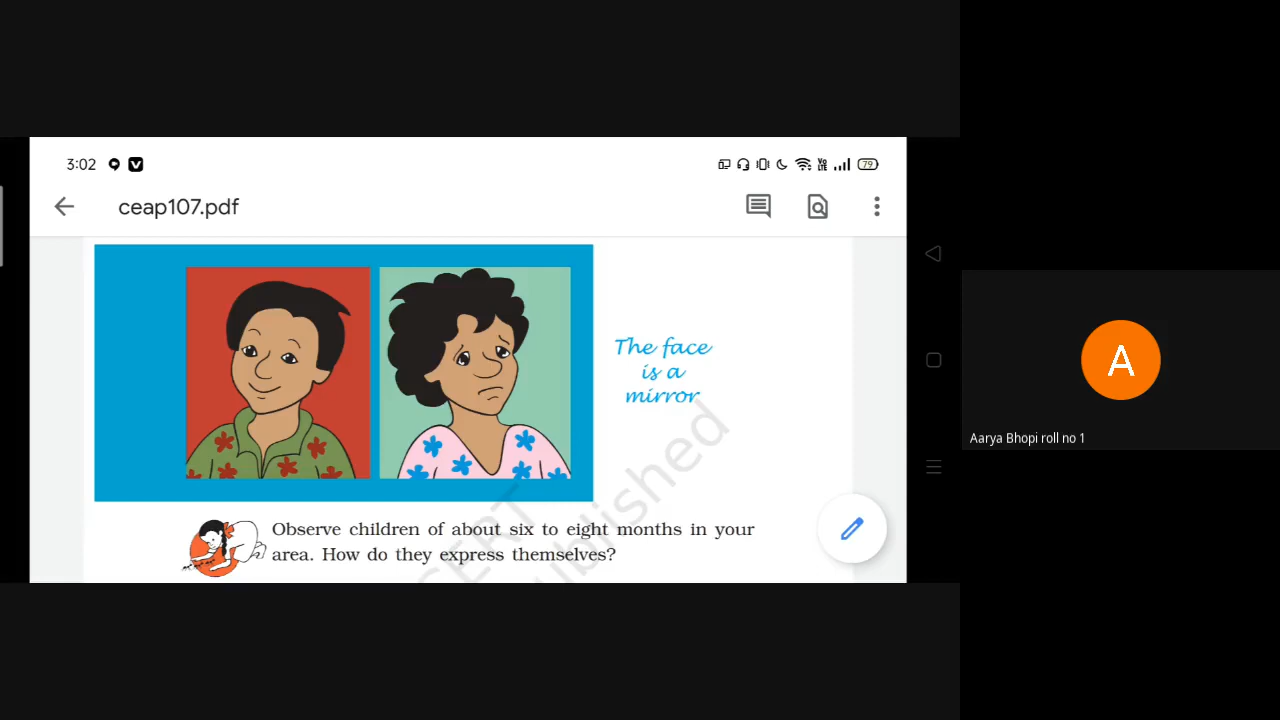 3:02
79
ceap107.pdf
The face
is a
mirror
Observe children of about six to eight months in your
area. How do they express themselves?
ublished
A
Aarya Bhopi roll no 1